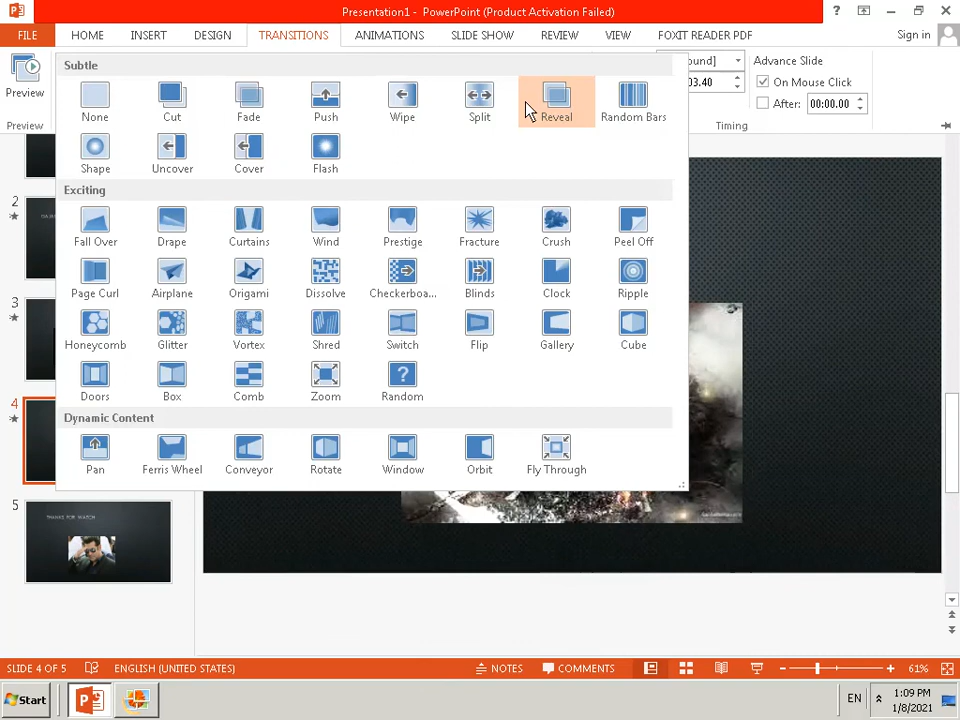 Presentation1 - PowerPoint (Product Activation Failed)
FILE HOME INSERT DESIGN TRANSITIONS ANIMATIONS SLIDE SHOW REVIEW VIEW FOXIT READER PDF Sign in
Preview
Preview
Subtle
None Cut Fade Push Wipe Split Reveal Random Bars
Shape Uncover Cover Flash
Exciting
Fall Over Drape Curtains Wind Prestige Fracture Crush Peel Off
Page Curl Airplane Origami Dissolve Checkerboa... Blinds Clock Ripple
Honeycomb Glitter Vortex Shred Switch Flip Gallery Cube
Doors Box Comb Zoom Random
Dynamic Content
Pan Ferris Wheel Conveyor Rotate Window Orbit Fly Through
ound]
03.40
Advance Slide
On Mouse Click
After: 00:00.00
Timing
2
3
4
5
THANKS FOR WATCH
SLIDE 4 OF 5 ENGLISH (UNITED STATES) NOTES COMMENTS 61%
Start EN 1:09 PM
1/8/2021